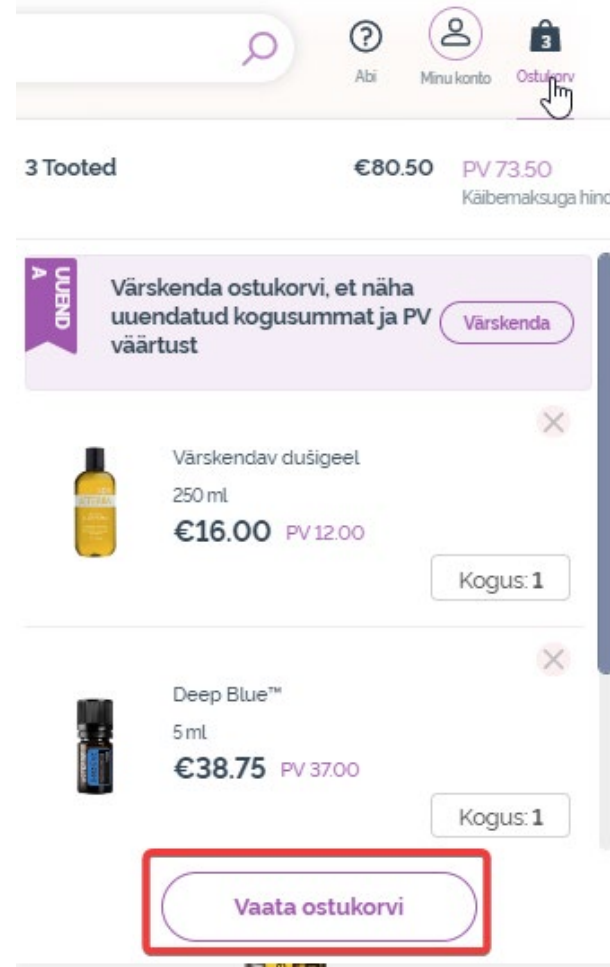 3
Abi
Minu konto
Ostukorv
3 Tooted
€80.50
PV 73.50
Käibemaksuga hind
UUEND
A
Värskenda ostukorvi, et näha
uuendatud kogusummat ja PV
väärtust
Värskenda
Värskendav dušigeel
250 ml
€16.00 PV 12.00
Kogus: 1
Deep Blue™
5 ml
€38.75 PV 37.00
Kogus: 1
Vaata ostukorvi